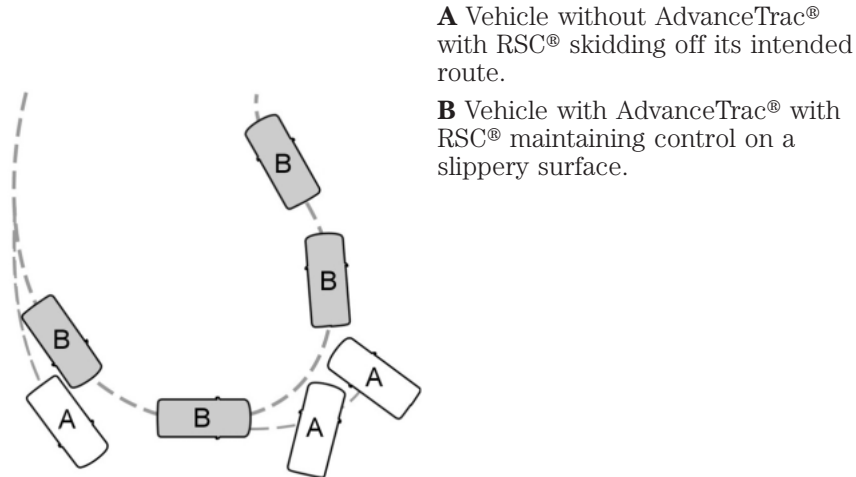 A Vehicle without AdvanceTrac®
with RSC® skidding off its intended
route.
B Vehicle with AdvanceTrac® with
RSC® maintaining control on a
slippery surface.
B
B
B
A
B
A
A